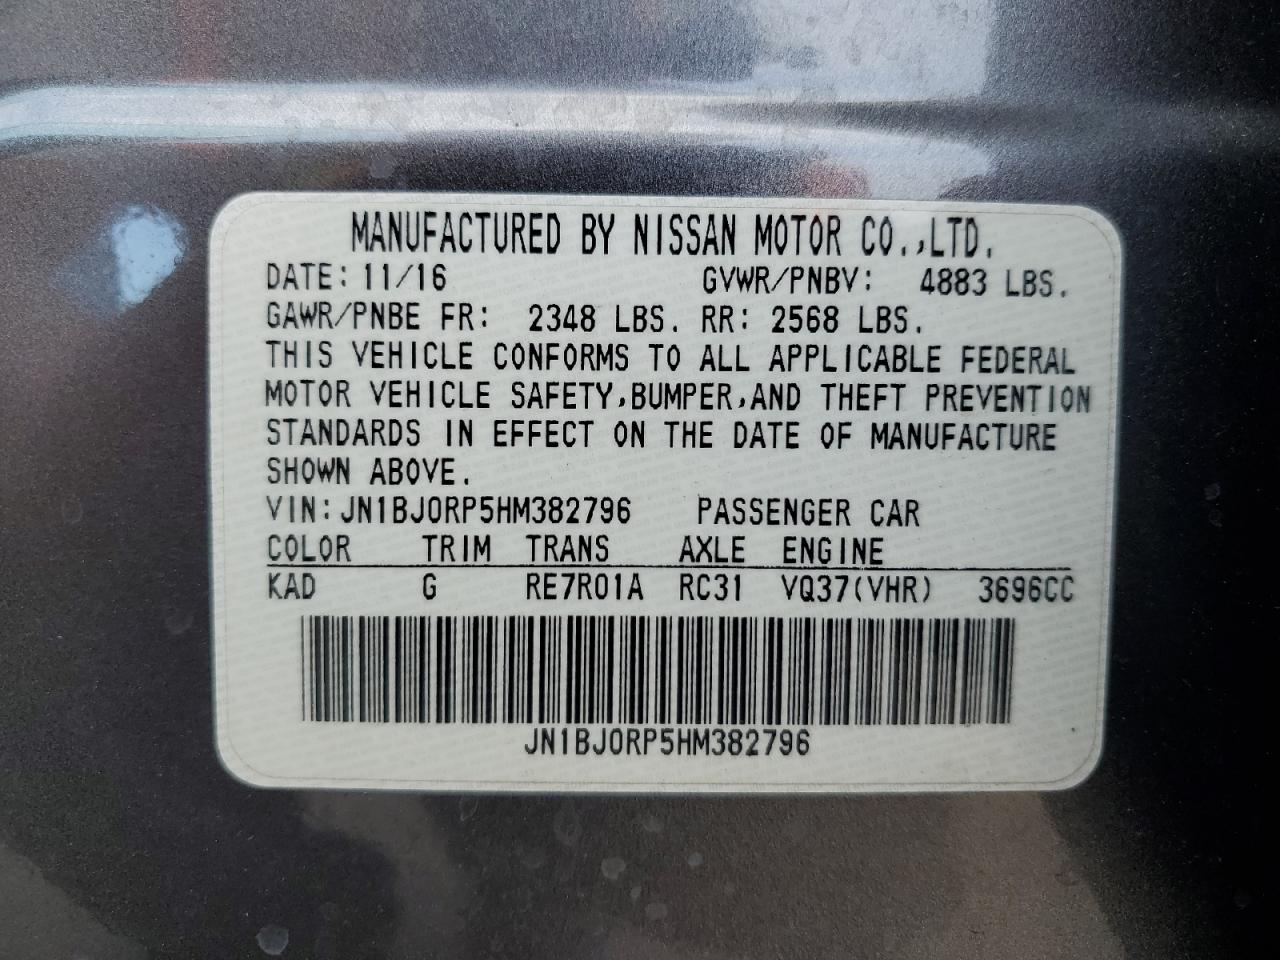 MANUFACTURED BY NISSAN MOTOR CO.,LTD.
DATE: 11/16 GVWR/PNBV: 4883 LBS.
GAWR/PNBE FR: 2348 LBS. RR: 2568 LBS.
THIS VEHICLE CONFORMS TO ALL APPLICABLE FEDERAL
MOTOR VEHICLE SAFETY,BUMPER,AND THEFT PREVENTION
STANDARDS IN EFFECT ON THE DATE OF MANUFACTURE
SHOWN ABOVE.
VIN: JN1BJ0RP5HM382796 PASSENGER CAR
COLOR TRIM TRANS AXLE ENGINE
KAD G RE7R01A RC31 VQ37(VHR) 3696CC
JN1BJ0RP5HM382796